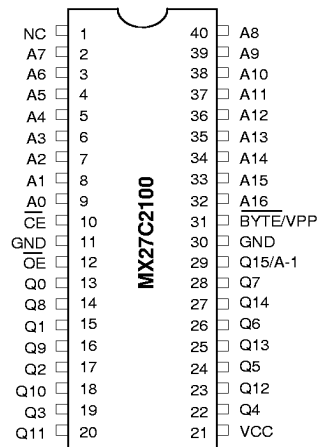 NC 1 40 A8
A7 2 39 A9
A6 3 38 A10
A5 4 37 A11
A4 5 36 A12
A3 6 35 A13
A2 7 34 A14
A1 8 33 A15
A0 9 32 A16
CE 10 31 BYTE/VPP
GND 11 30 GND
OE 12 29 Q15/A-1
Q0 13 28 Q7
Q8 14 27 Q14
Q1 15 26 Q6
Q9 16 25 Q13
Q2 17 24 Q5
Q10 18 23 Q12
Q3 19 22 Q4
Q11 20 21 VCC
MX27C2100